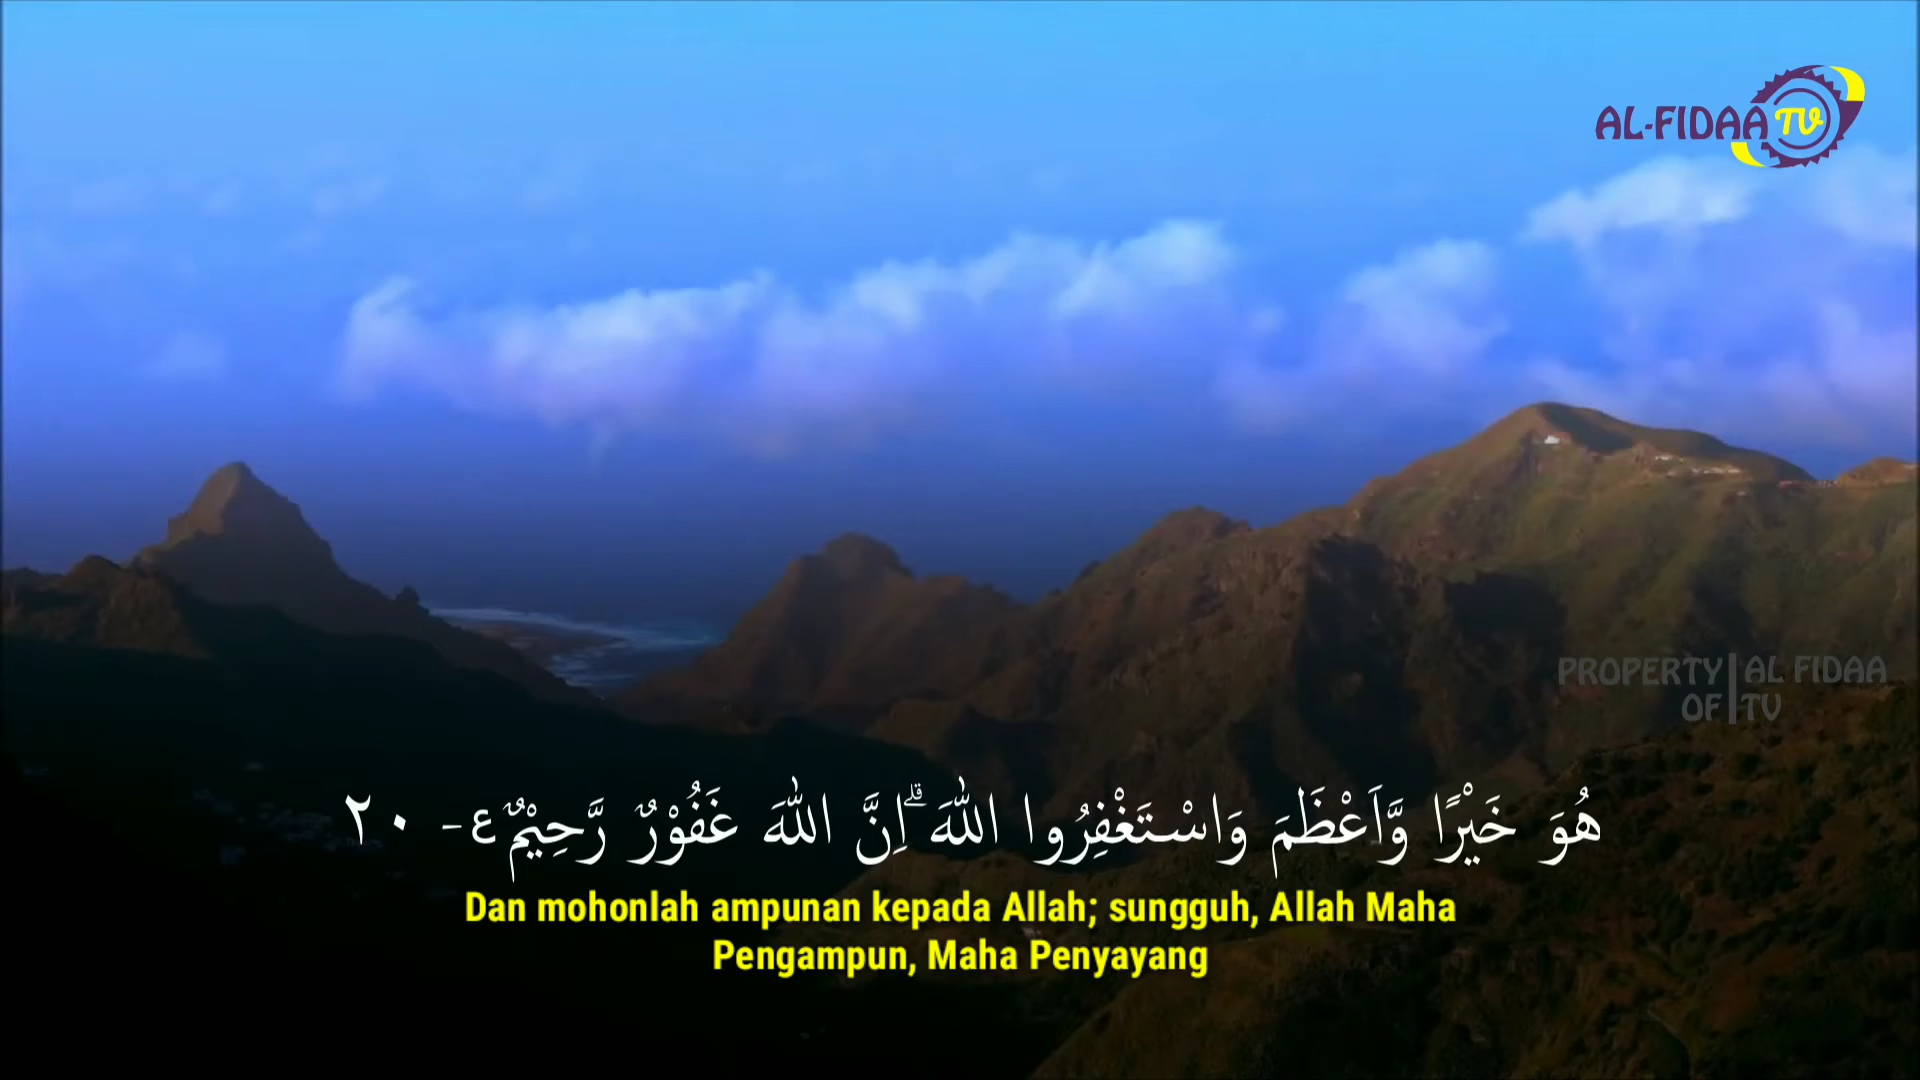 AL-FIDAA TV
PROPERTY OF | AL FIDAA TV
هُوَ خَيْرًا وَّاَعْظَمَ وَاسْتَغْفِرُوا اللّٰهَ ۗاِنَّ اللّٰهَ غَفُوْرٌ رَّحِيْمٌ ࣖ - ٢٠
Dan mohonlah ampunan kepada Allah; sungguh, Allah Maha
Pengampun, Maha Penyayang